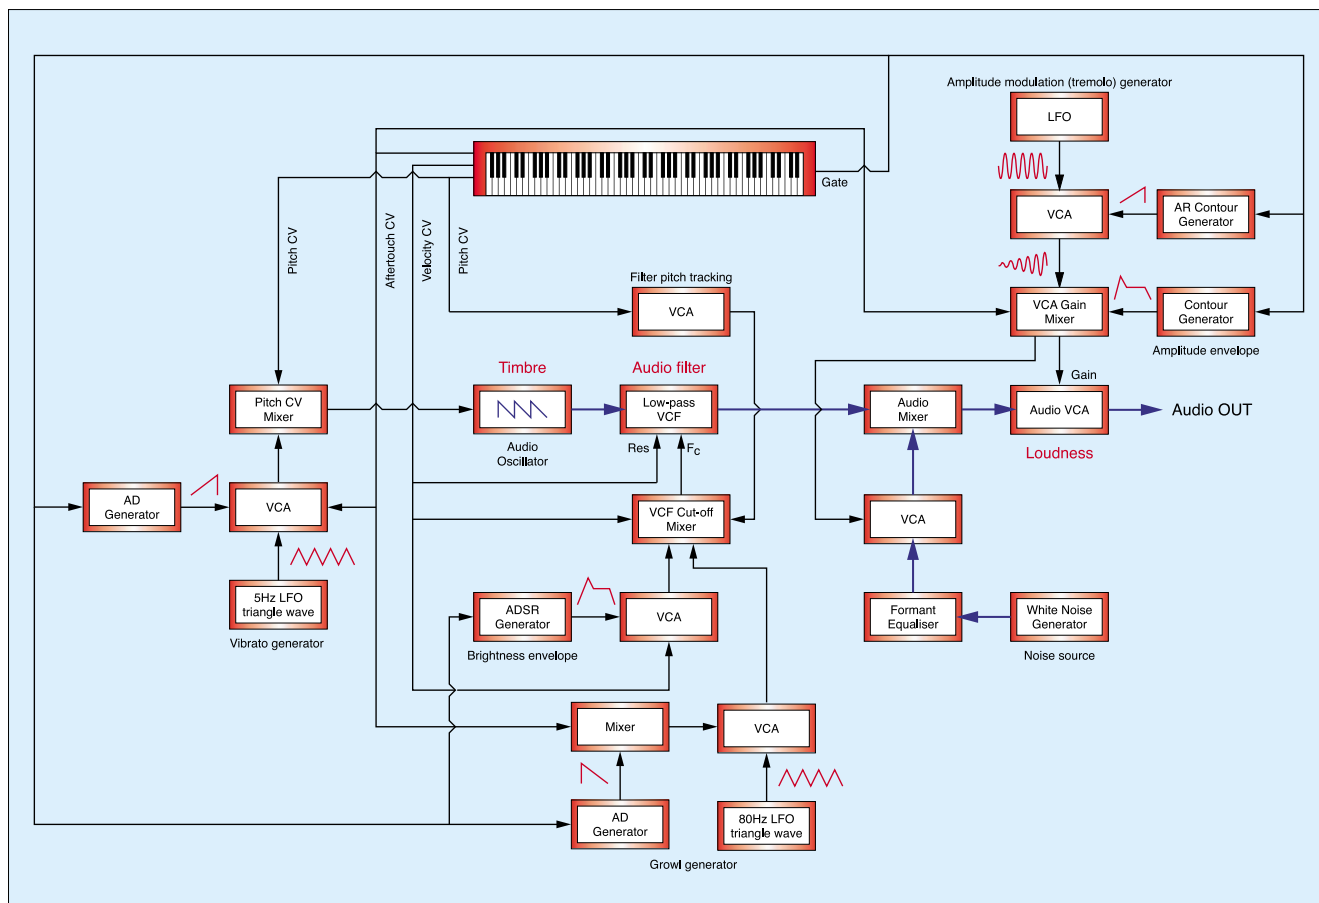 Amplitude modulation (tremolo) generator
LFO
Gate
VCA
AR Contour
Generator
Pitch CV
Aftertouch CV
Velocity CV
Pitch CV
Filter pitch tracking
VCA
VCA Gain
Mixer
Contour
Generator
Amplitude envelope
Timbre
Audio filter
Gain
Pitch CV
Mixer
Low-pass
VCF
Audio
Mixer
Audio VCA
Audio OUT
Audio
Oscillator
Res
Fc
Loudness
AD
Generator
VCA
VCF Cut-off
Mixer
VCA
5Hz LFO
triangle wave
Vibrato generator
ADSR
Generator
Brightness envelope
VCA
Formant
Equaliser
White Noise
Generator
Noise source
Mixer
VCA
AD
Generator
80Hz LFO
triangle wave
Growl generator